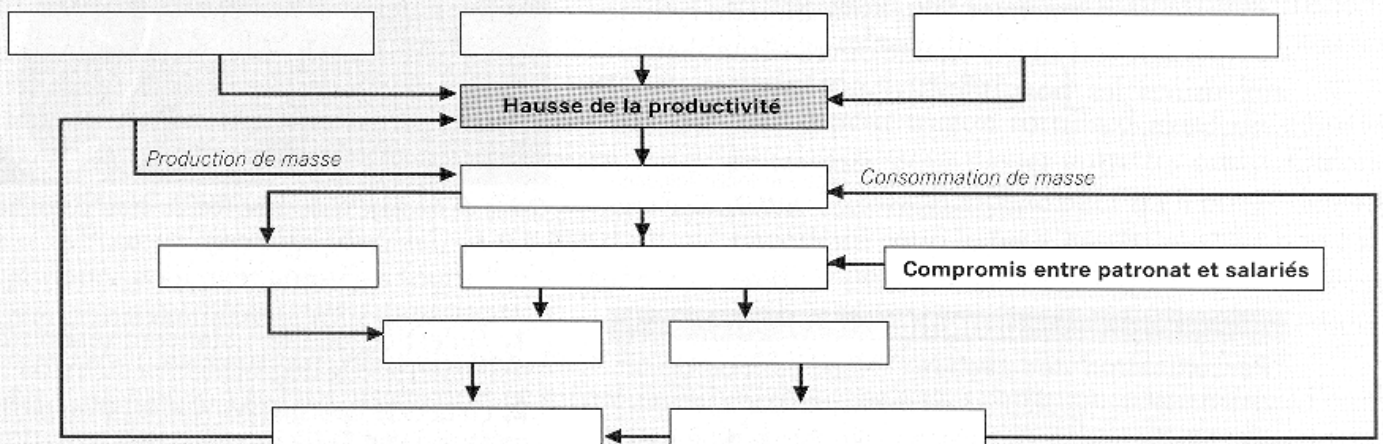 Hausse de la productivité
Production de masse
Consommation de masse
Compromis entre patronat et salariés